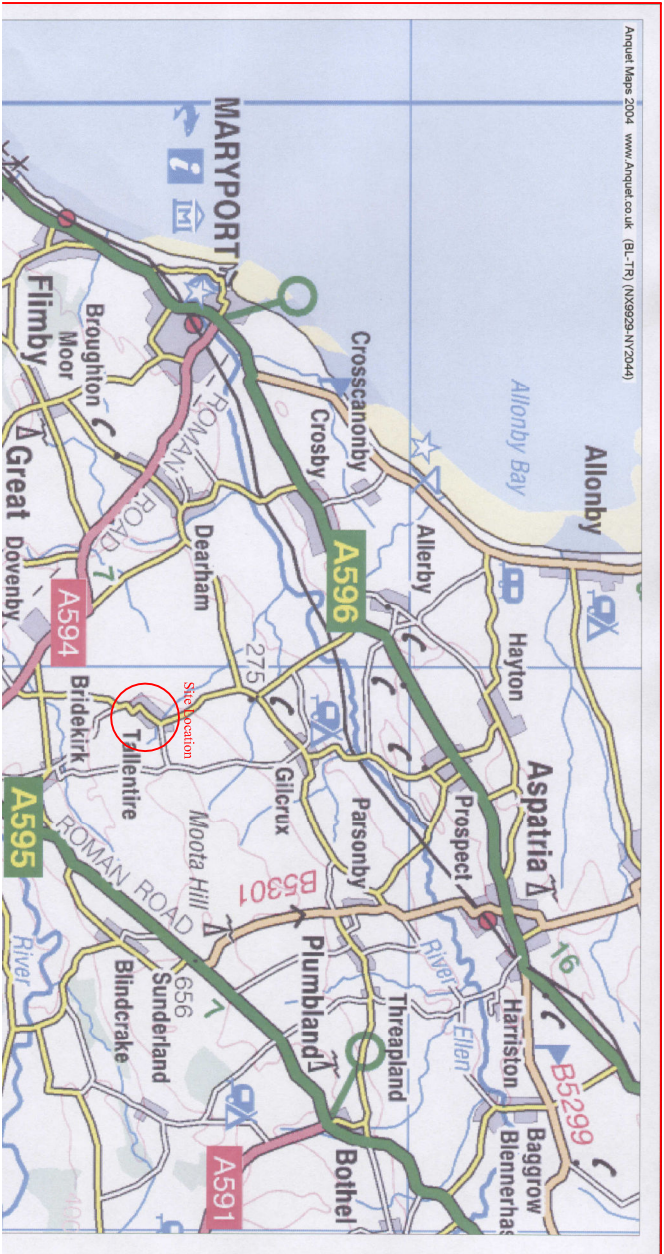 Anquet Maps 2004 www.Anquet.co.uk (BL-TR) (NX9929-NY2044)
Allonby
Allonby Bay
MARYPORT
i
M
Crosscanonby
Crosby
Allerby
Hayton
A596
Flimby
Broughton
Moor
ROMAN ROAD
Dearham
Great
Dovenby
7
A594
275
Site Location
Bridekirk
Tallentire
Gilcrux
Parsonby
Prospect
Aspatria
A595
ROMAN ROAD
Moota Hill
B5301
Plumbland
River Ellen
16
Harriston
B5299
River
Blindcrake
Sunderland
656
7
Threapland
Baggrow
Blennerhas
A591
Bothel